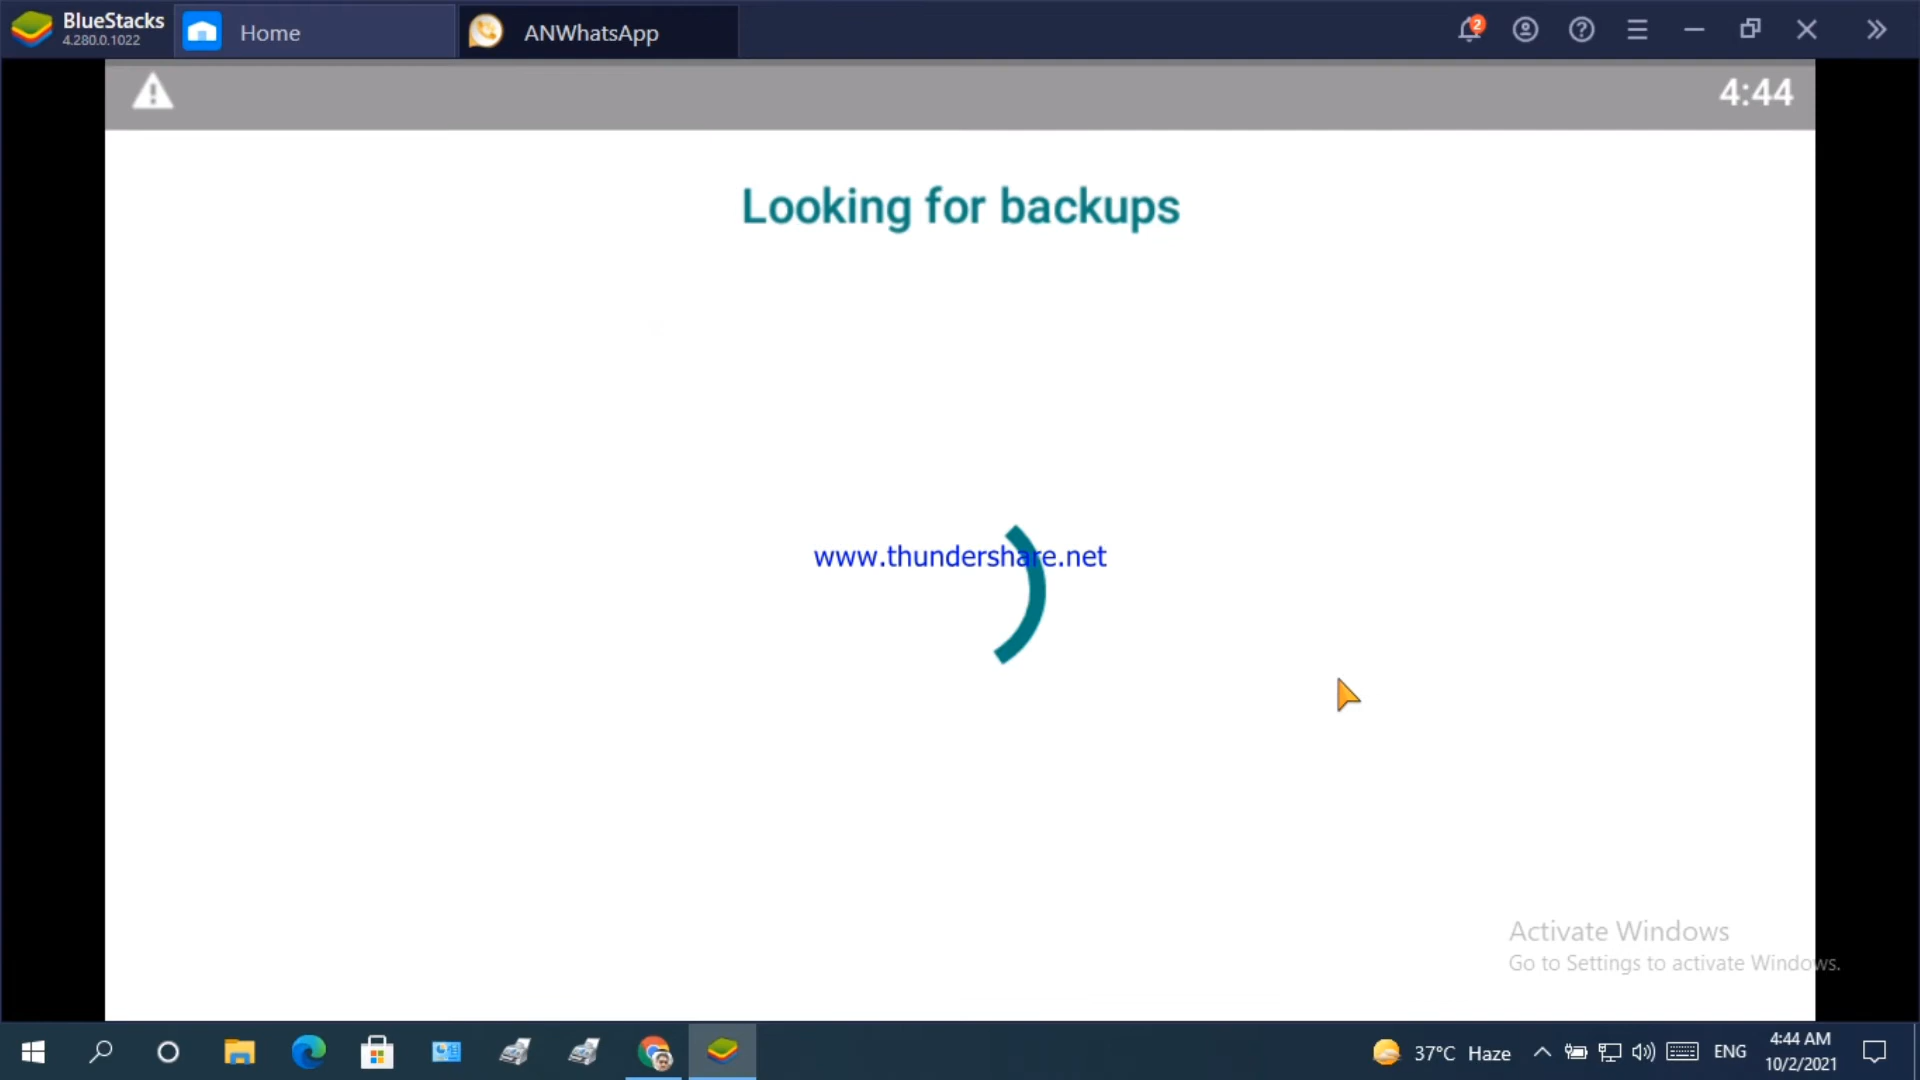 BlueStacks
4.280.0.1022
Home
ANWhatsApp
2
4:44
Looking for backups
www.thundershare.net
Activate Windows
Go to Settings to activate Windows.
37°C Haze
ENG
4:44 AM
10/2/2021